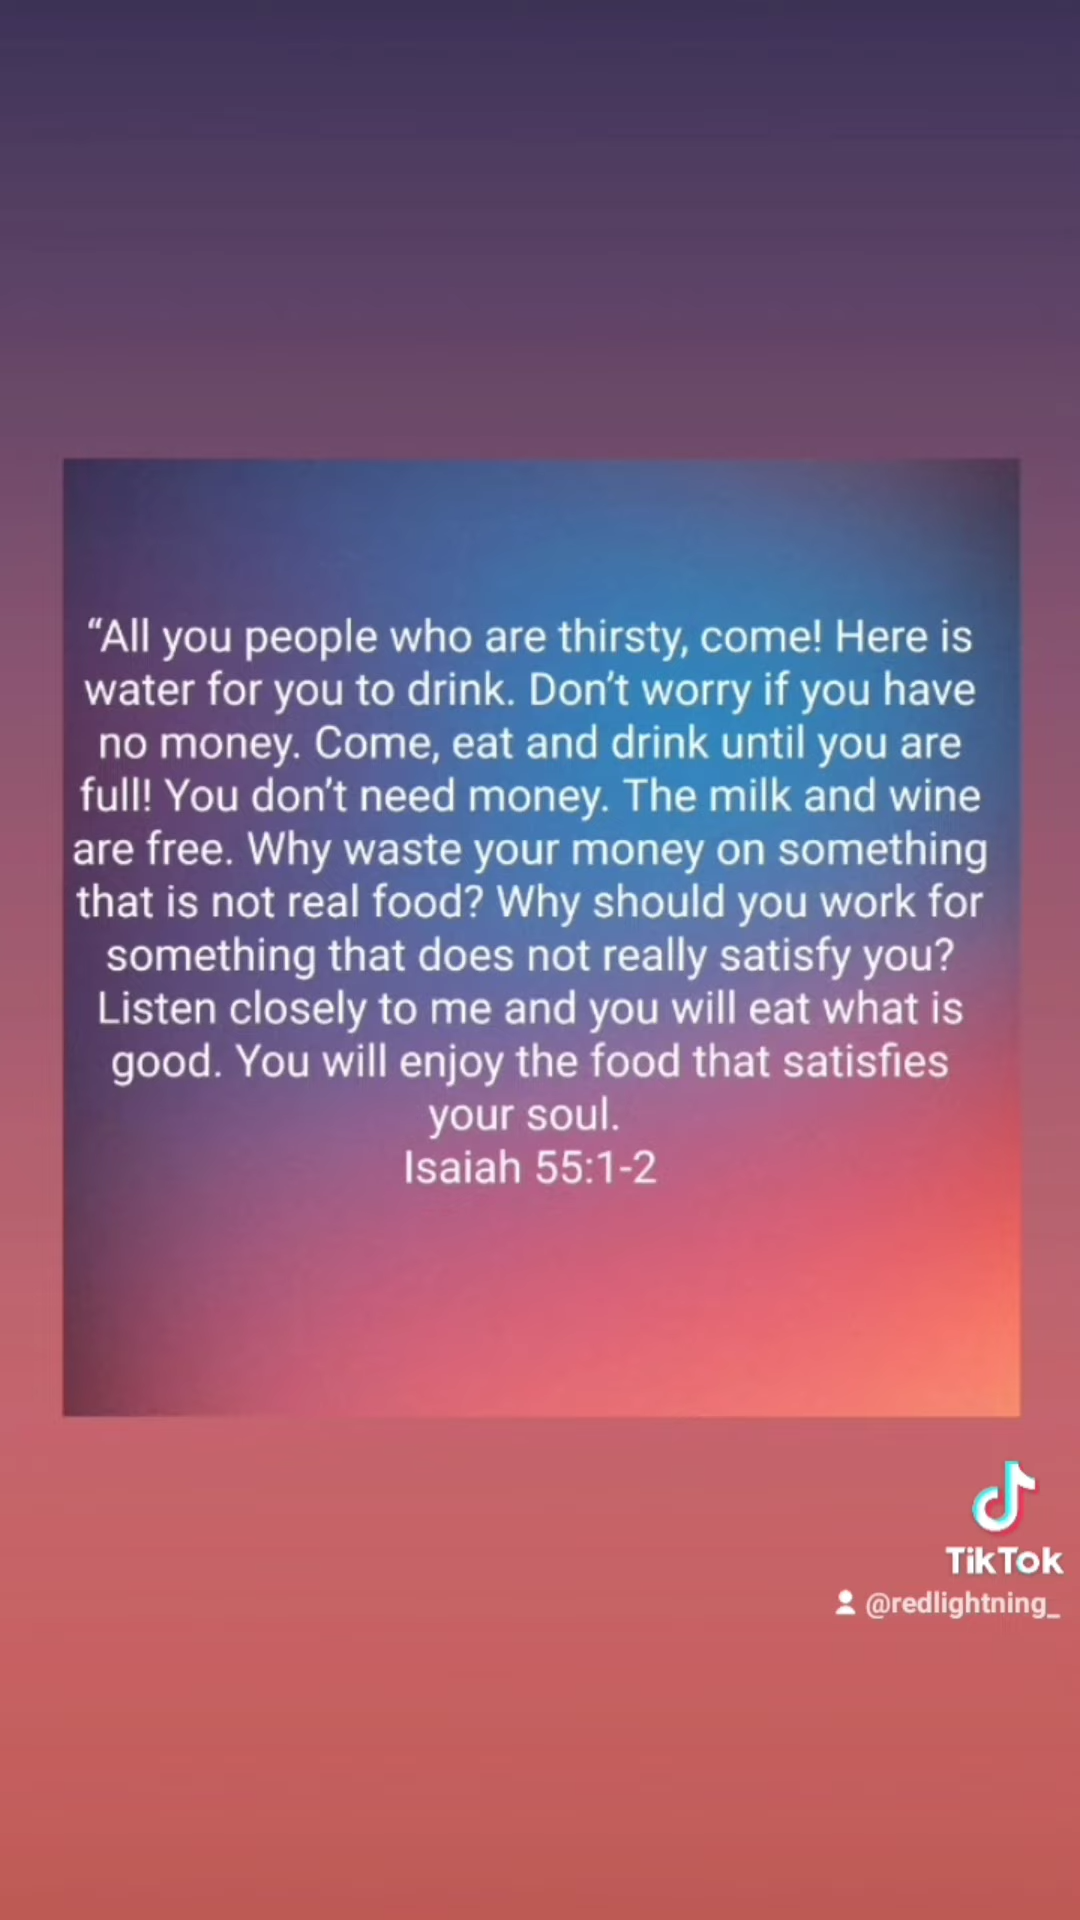 “All you people who are thirsty, come! Here is
water for you to drink. Don’t worry if you have
no money. Come, eat and drink until you are
full! You don’t need money. The milk and wine
are free. Why waste your money on something
that is not real food? Why should you work for
something that does not really satisfy you?
Listen closely to me and you will eat what is
good. You will enjoy the food that satisfies
your soul.
Isaiah 55:1-2
TikTok
@redlightning_